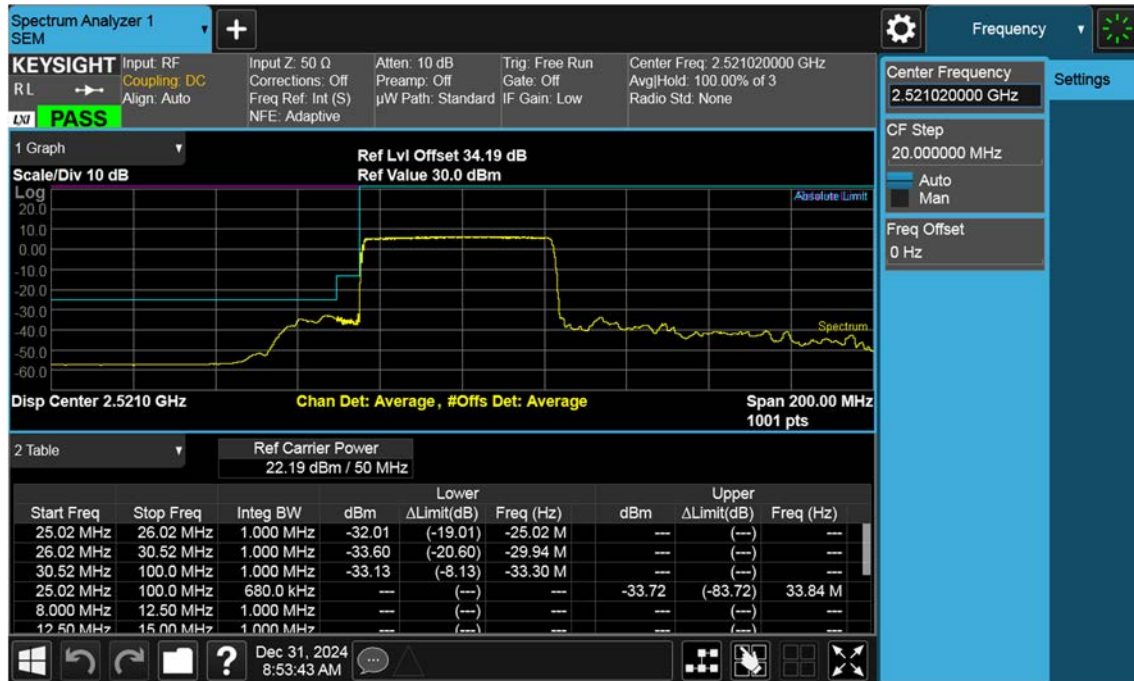 Spectrum Analyzer 1
SEM
+
Frequency
KEYSIGHT
R L
LXI
PASS
Input: RF
Coupling: DC
Align: Auto
Input Z: 50 Ω
Corrections: Off
Freq Ref: Int (S)
NFE: Adaptive
Atten: 10 dB
Preamp: Off
µW Path: Standard
Trig: Free Run
Gate: Off
IF Gain: Low
Center Freq: 2.521020000 GHz
Avg|Hold: 100.00% of 3
Radio Std: None
Center Frequency
2.521020000 GHz
Settings
CF Step
20.000000 MHz
Auto
Man
Freq Offset
0 Hz
1 Graph
Scale/Div 10 dB
Ref Lvl Offset 34.19 dB
Ref Value 30.0 dBm
Log
Absolute Limit
20.0
10.0
0.00
-10.0
-20.0
-30.0
-40.0
-50.0
-60.0
Spectrum
Disp Center 2.5210 GHz
Chan Det: Average, #Offs Det: Average
Span 200.00 MHz
1001 pts
2 Table
Ref Carrier Power
22.19 dBm / 50 MHz
Lower Upper
Start Freq Stop Freq Integ BW dBm ΔLimit(dB) Freq (Hz) dBm ΔLimit(dB) Freq (Hz)
25.02 MHz 26.02 MHz 1.000 MHz -32.01 (-19.01) -25.02 M --- (---) ---
26.02 MHz 30.52 MHz 1.000 MHz -33.60 (-20.60) -29.94 M --- (---) ---
30.52 MHz 100.0 MHz 1.000 MHz -33.13 (-8.13) -33.30 M --- (---) ---
25.02 MHz 100.0 MHz 680.0 kHz --- (---) --- -33.72 (-83.72) 33.84 M
8.000 MHz 12.50 MHz 1.000 MHz --- (---) --- --- (---) ---
12.50 MHz 15.00 MHz 1.000 MHz --- (---) --- --- (---) ---
?
Dec 31, 2024
8:53:43 AM